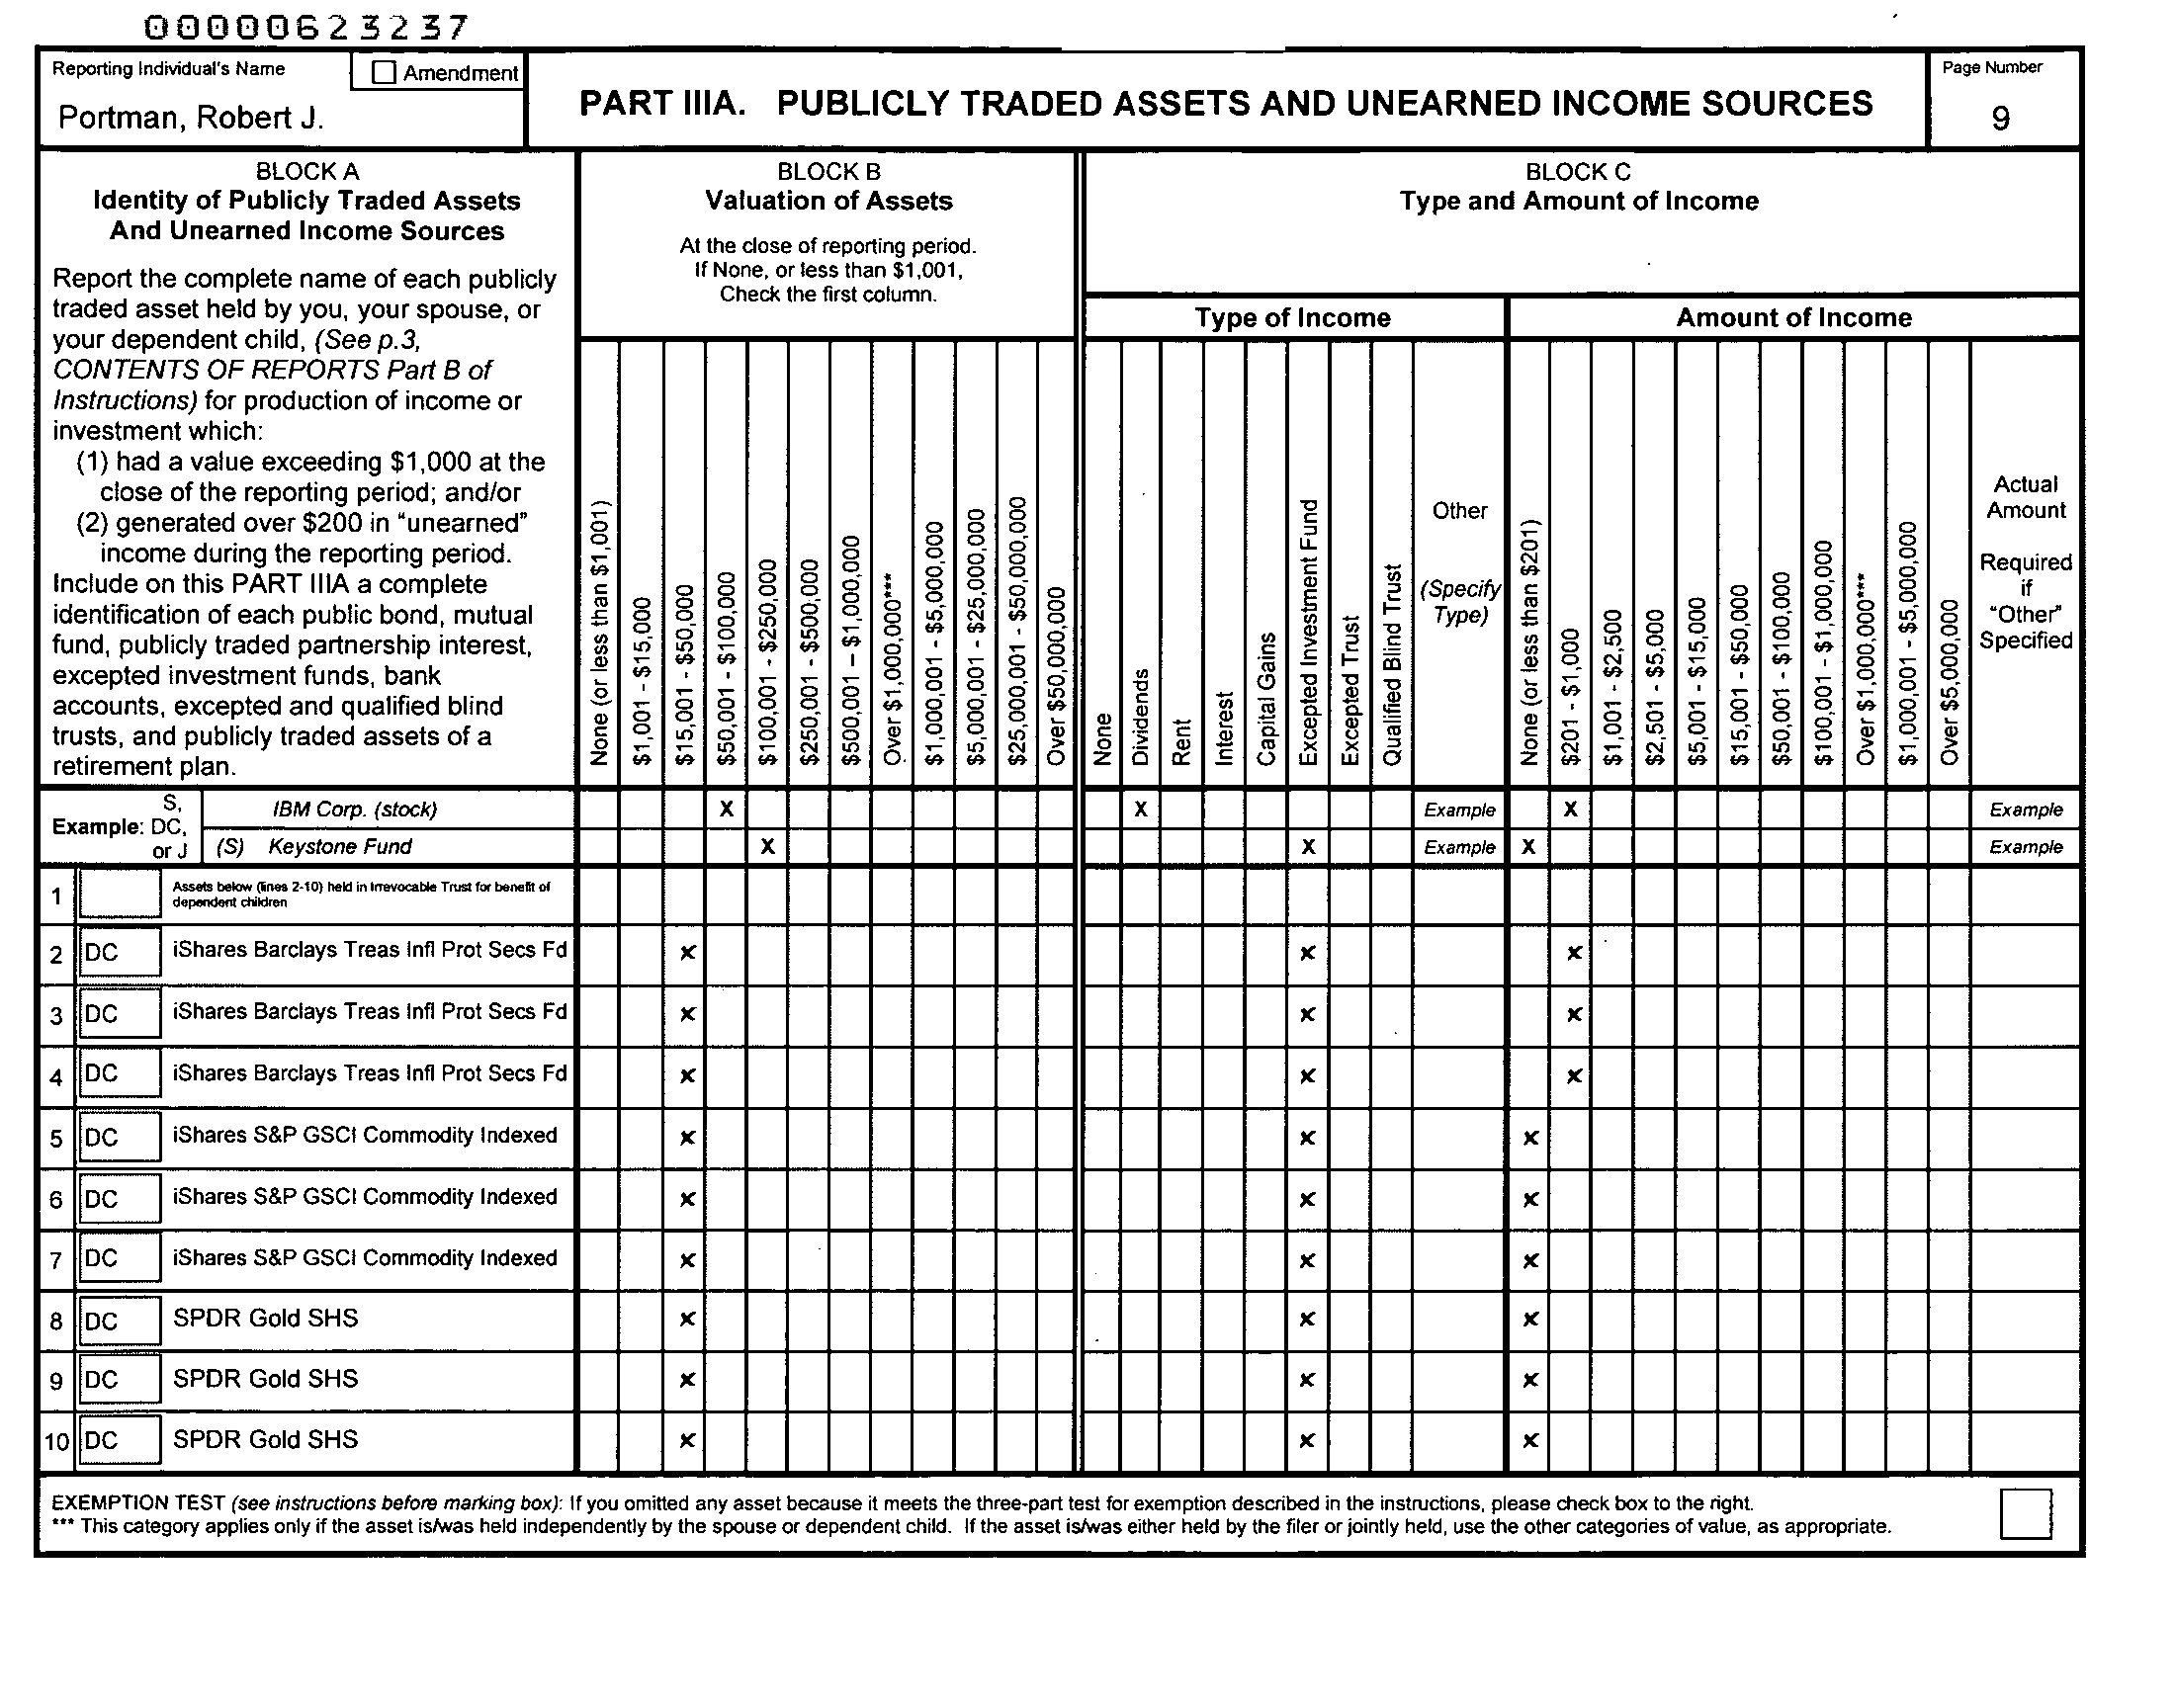 00000623237
Reporting Individual's Name
Amendment
Portman, Robert J.
PART IIIA. PUBLICLY TRADED ASSETS AND UNEARNED INCOME SOURCES
Page Number
9
BLOCK A
Identity of Publicly Traded Assets
And Unearned Income Sources
Report the complete name of each publicly
traded asset held by you, your spouse, or
your dependent child, (See p.3,
CONTENTS OF REPORTS Part B of
Instructions) for production of income or
investment which:
(1) had a value exceeding $1,000 at the
close of the reporting period; and/or
(2) generated over $200 in "unearned"
income during the reporting period.
Include on this PART IIIA a complete
identification of each public bond, mutual
fund, publicly traded partnership interest,
excepted investment funds, bank
accounts, excepted and qualified blind
trusts, and publicly traded assets of a
retirement plan.
BLOCK B
Valuation of Assets
At the close of reporting period.
If None, or less than $1,001,
Check the first column.
None (or less than $1,001)
$1,001 - $15,000
$15,001 - $50,000
$50,001 - $100,000
$100,001 - $250,000
$250,001 - $500,000
$500,001 – $1,000,000
Over $1,000,000***
$1,000,001 - $5,000,000
$5,000,001 - $25,000,000
$25,000,001 - $50,000,000
Over $50,000,000
BLOCK C
Type and Amount of Income
Type of Income
None
Dividends
Rent
Interest
Capital Gains
Excepted Investment Fund
Excepted Trust
Qualified Blind Trust
Other
(Specify
Type)
Amount of Income
None (or less than $201)
$201 - $1,000
$1,001 - $2,500
$2,501 - $5,000
$5,001 - $15,000
$15,001 - $50,000
$50,001 - $100,000
$100,001 - $1,000,000
Over $1,000,000***
$1,000,001 - $5,000,000
Over $5,000,000
Actual
Amount
Required
if
"Other"
Specified
Example: S, DC, or J
IBM Corp. (stock) X X Example X Example
(S) Keystone Fund X X Example X Example
1 Assets below (lines 2-10) held in Irrevocable Trust for benefit of
dependent children
2 DC iShares Barclays Treas Infl Prot Secs Fd x x x
3 DC iShares Barclays Treas Infl Prot Secs Fd x x x
4 DC iShares Barclays Treas Infl Prot Secs Fd x x x
5 DC iShares S&P GSCI Commodity Indexed x x x
6 DC iShares S&P GSCI Commodity Indexed x x x
7 DC iShares S&P GSCI Commodity Indexed x x x
8 DC SPDR Gold SHS x x x
9 DC SPDR Gold SHS x x x
10 DC SPDR Gold SHS x x x
EXEMPTION TEST (see instructions before marking box): If you omitted any asset because it meets the three-part test for exemption described in the instructions, please check box to the right.
*** This category applies only if the asset is/was held independently by the spouse or dependent child. If the asset is/was either held by the filer or jointly held, use the other categories of value, as appropriate.